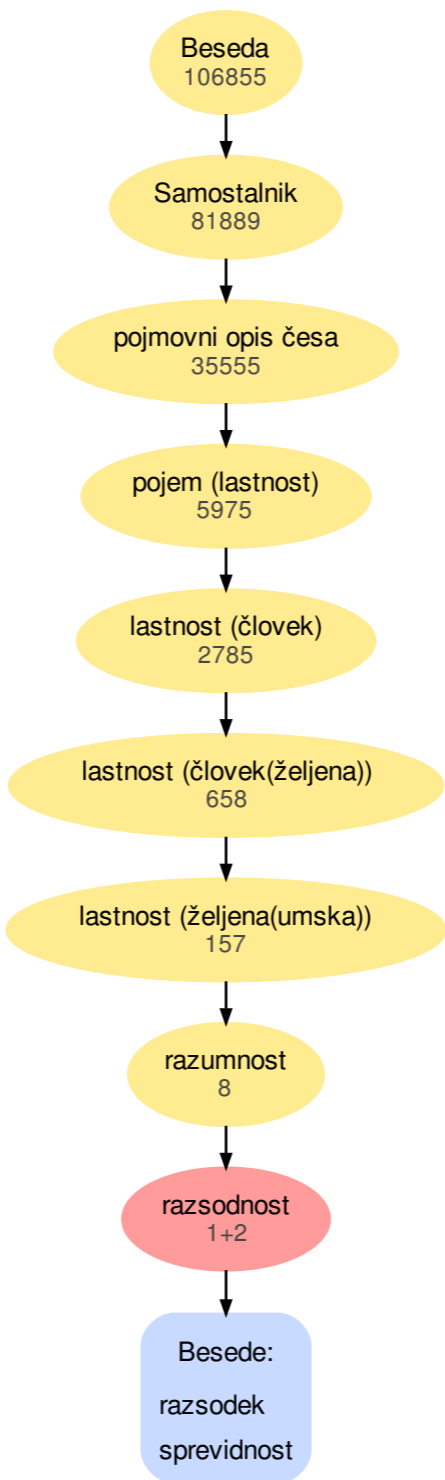 Beseda
106855
Samostalnik
81889
pojmovni opis česa
35555
pojem (lastnost)
5975
lastnost (človek)
2785
lastnost (človek(željena))
658
lastnost (željena(umska))
157
razumnost
8
razsodnost
1+2
Besede:
razsodek
sprevidnost